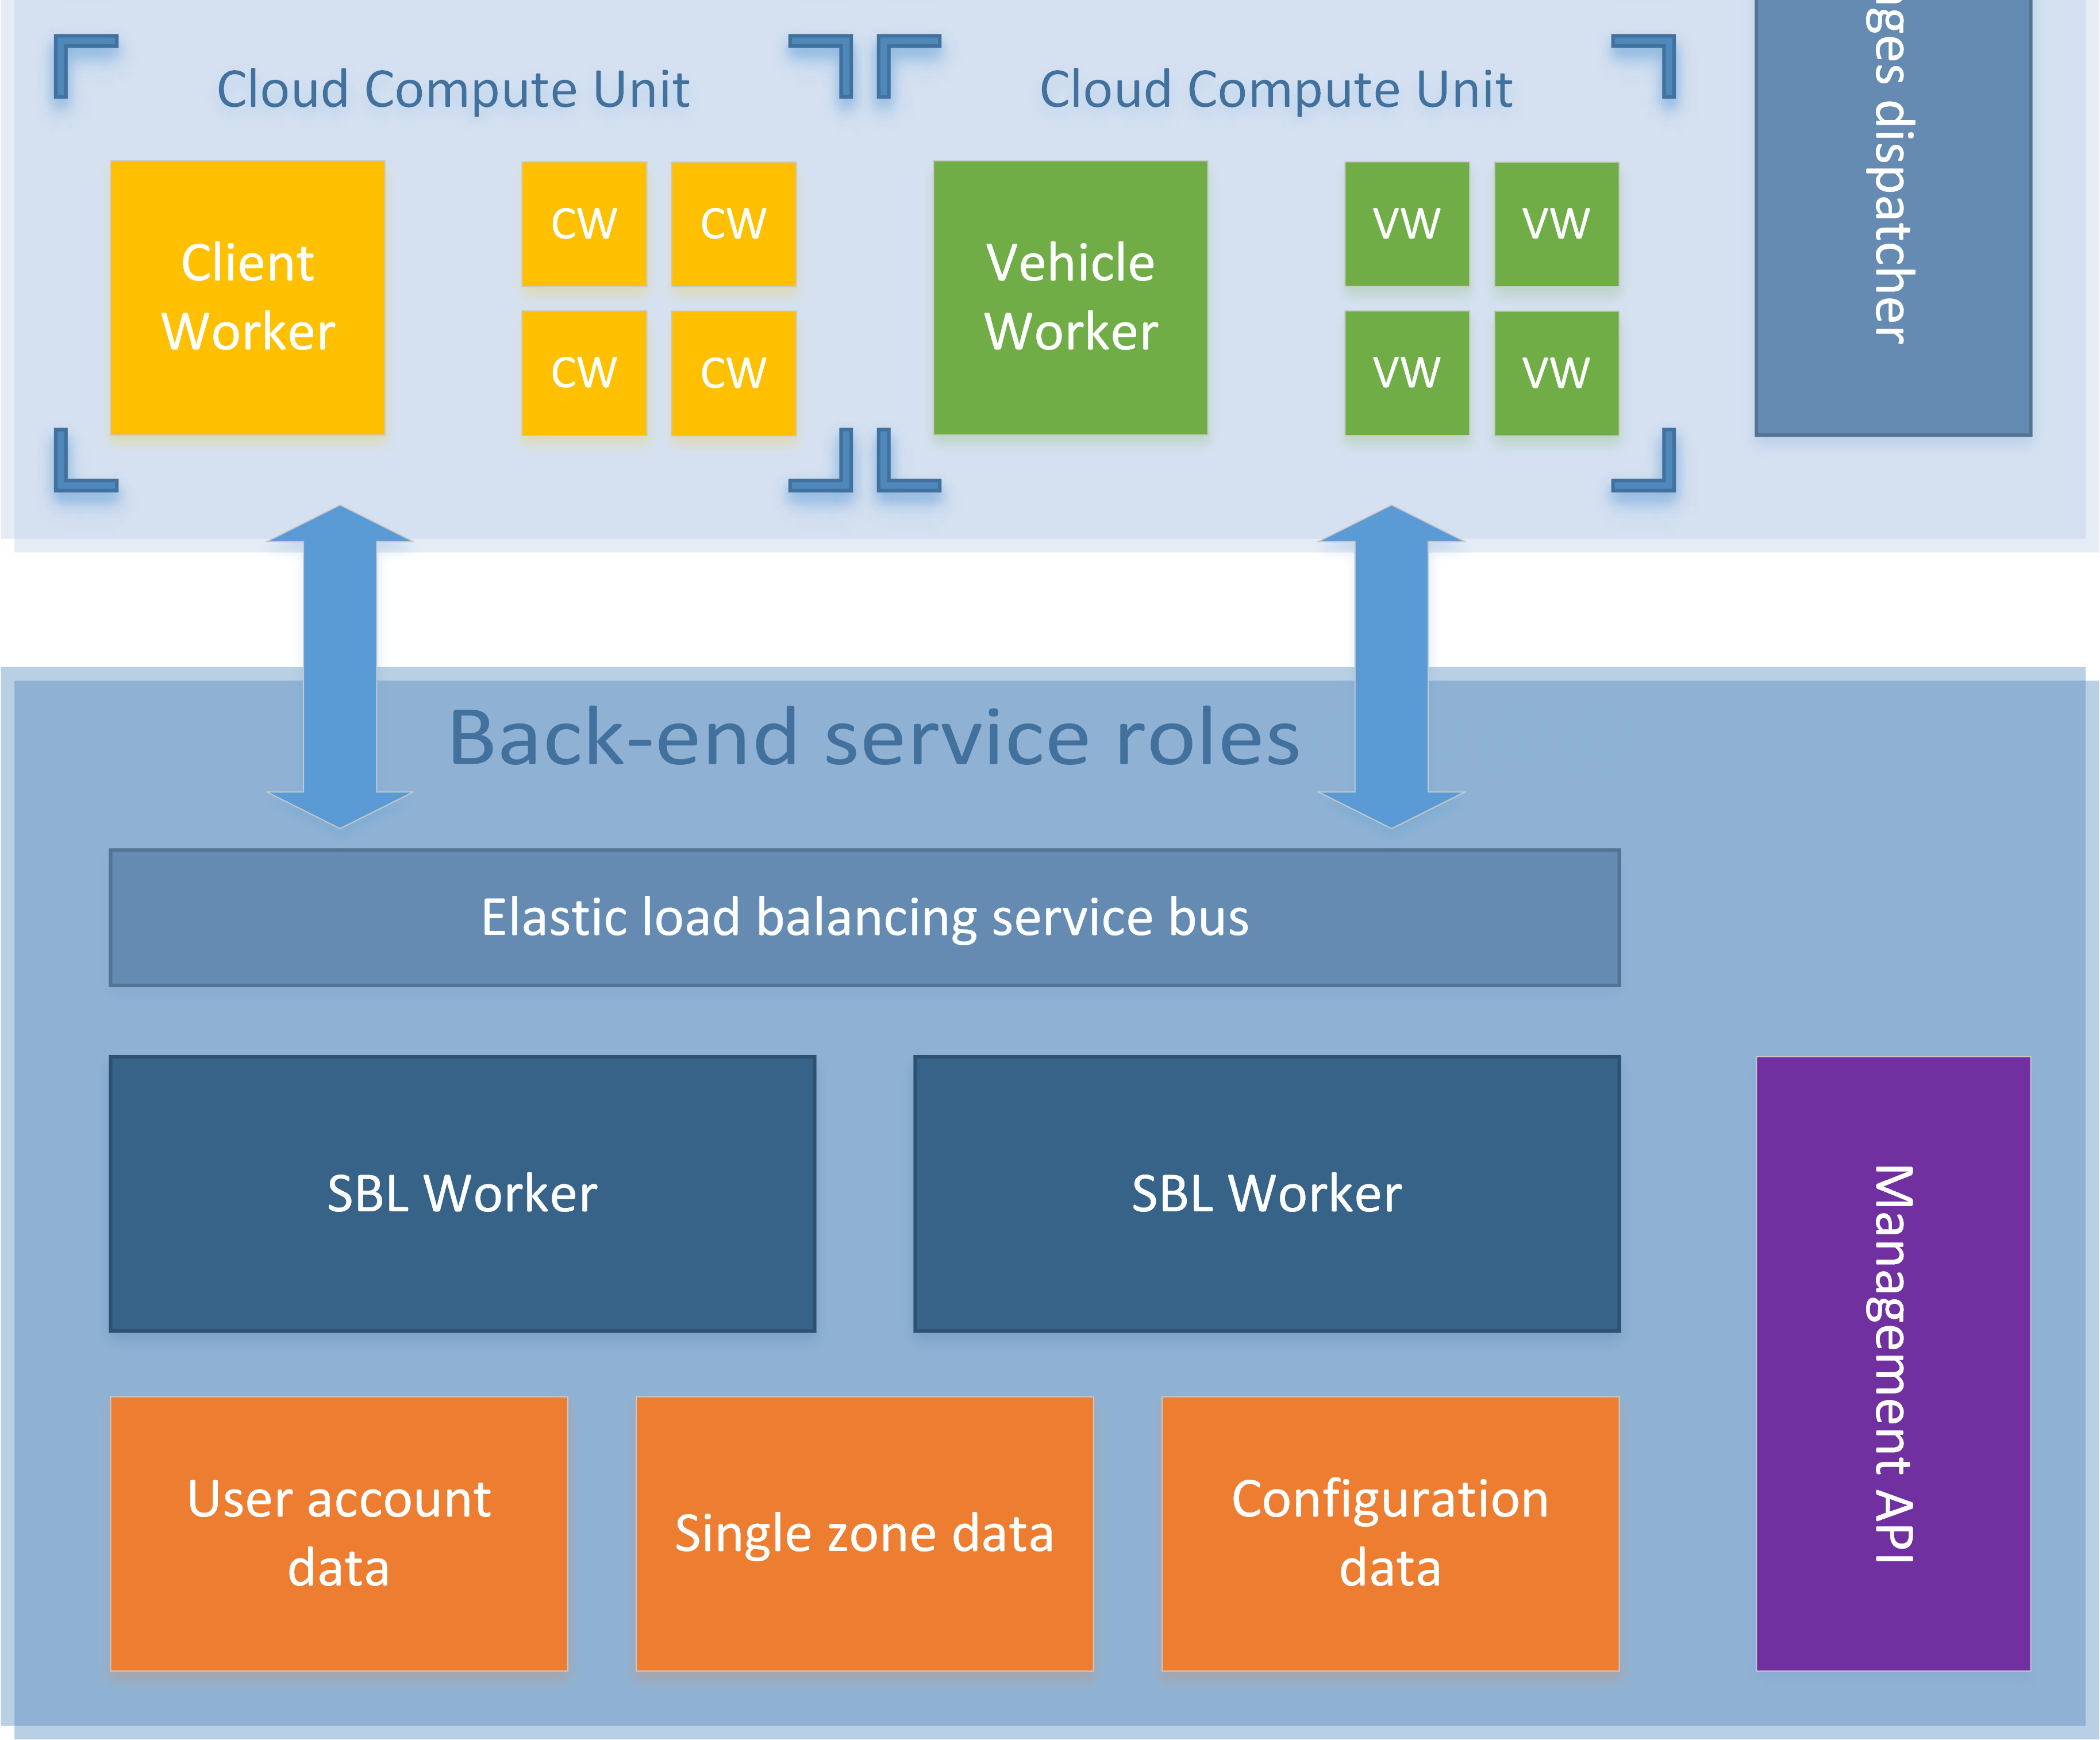 Cloud Compute Unit
Cloud Compute Unit
Client
Worker
CW
CW
CW
CW
Vehicle
Worker
VW
VW
VW
VW
dispatcher
Back-end service roles
Elastic load balancing service bus
SBL Worker
SBL Worker
Management API
User account
data
Single zone data
Configuration
data